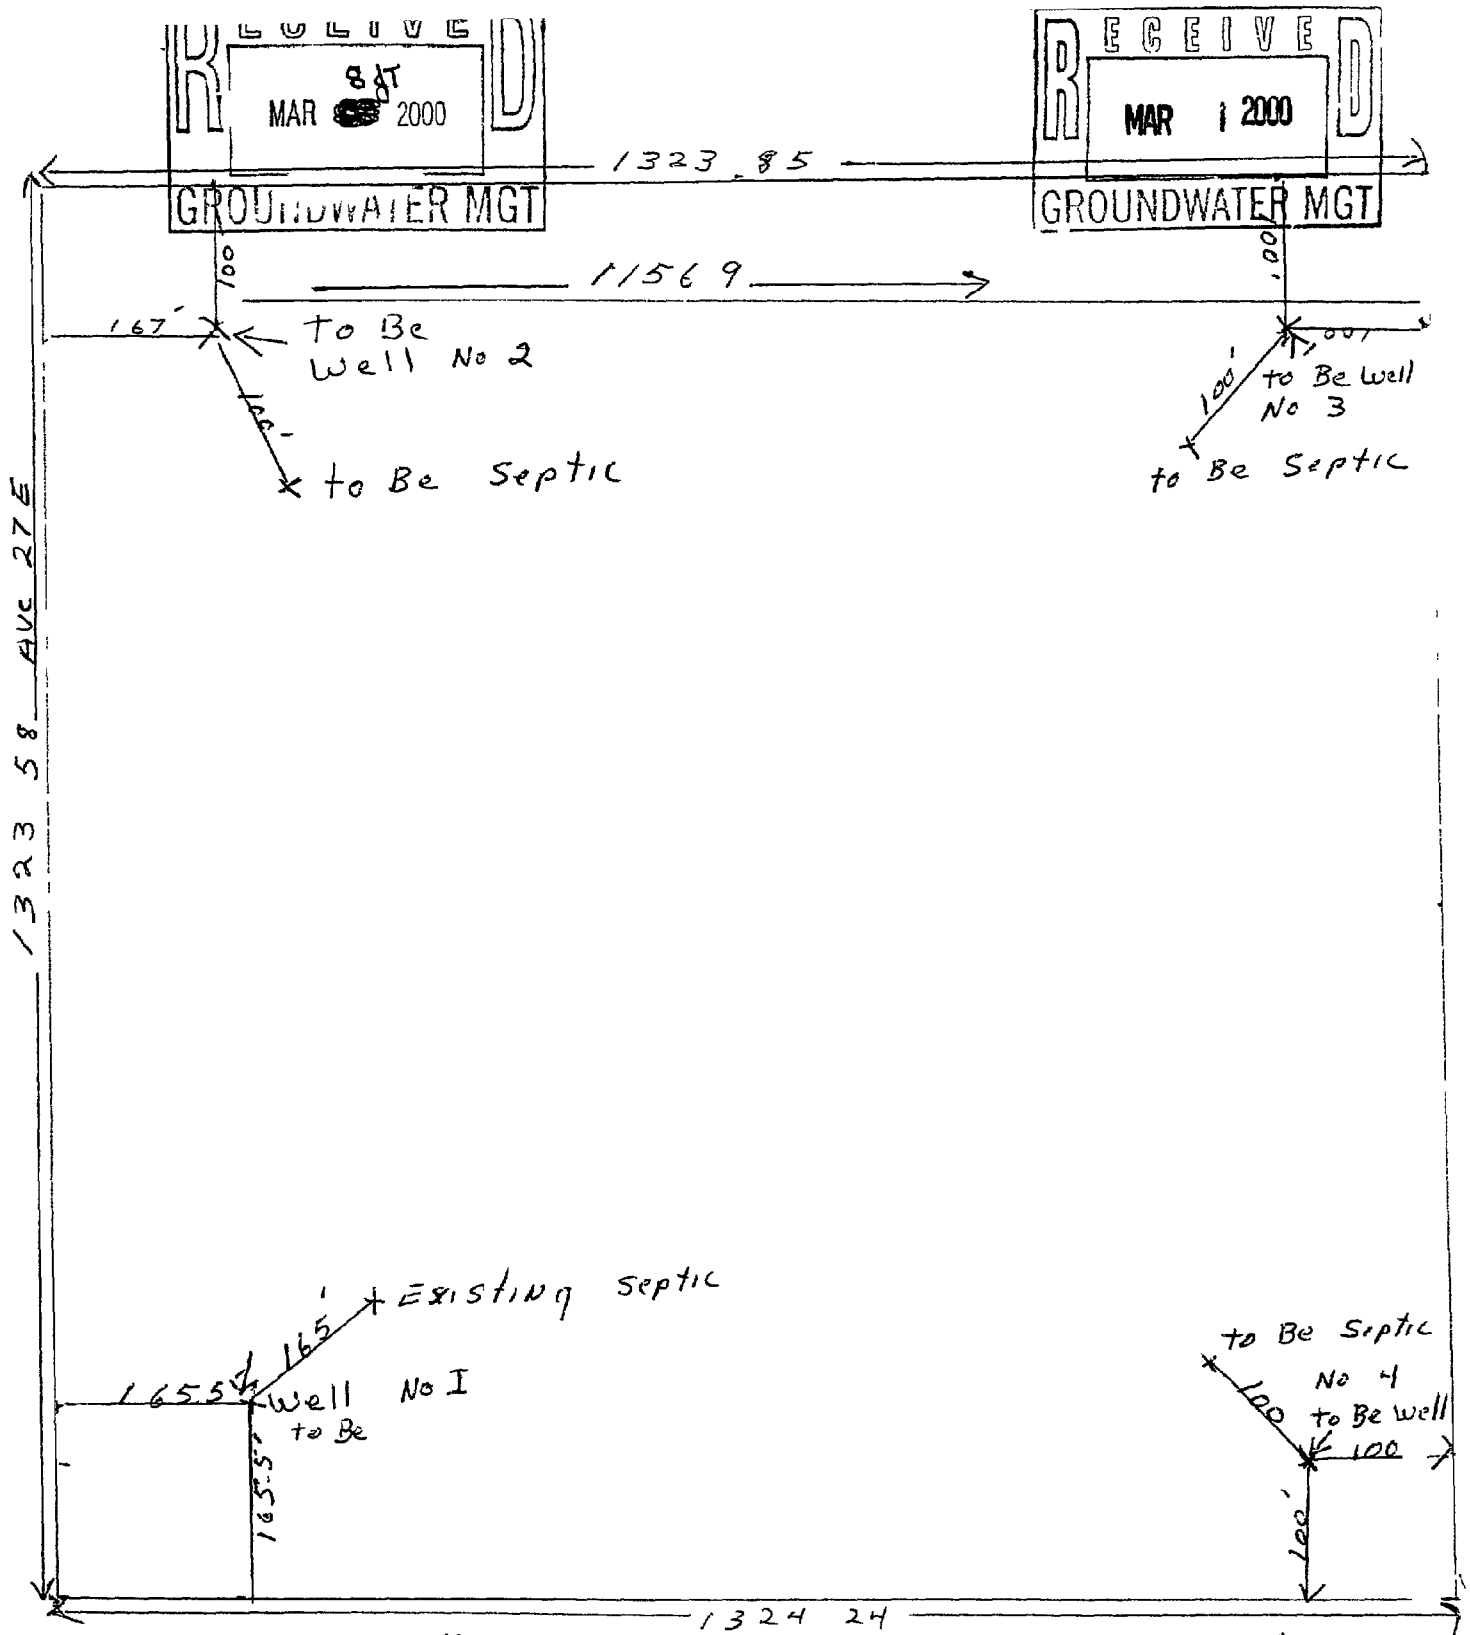 RECEIVED
8 JT
MAR 2000
GROUNDWATER MGT
RECEIVED
MAR 1 2000
GROUNDWATER MGT
1323.85
100'
100'
11569
167'
To Be
Well No 2
100'
100'
100'
to Be Well
No 3
to Be Septic
to Be Septic
1323 58 AVE 27E
Existing Septic
165'
165.5'
Well No I
to Be
165.5'
to Be Septic
No 4
to Be Well
100
100
100'
1324 24